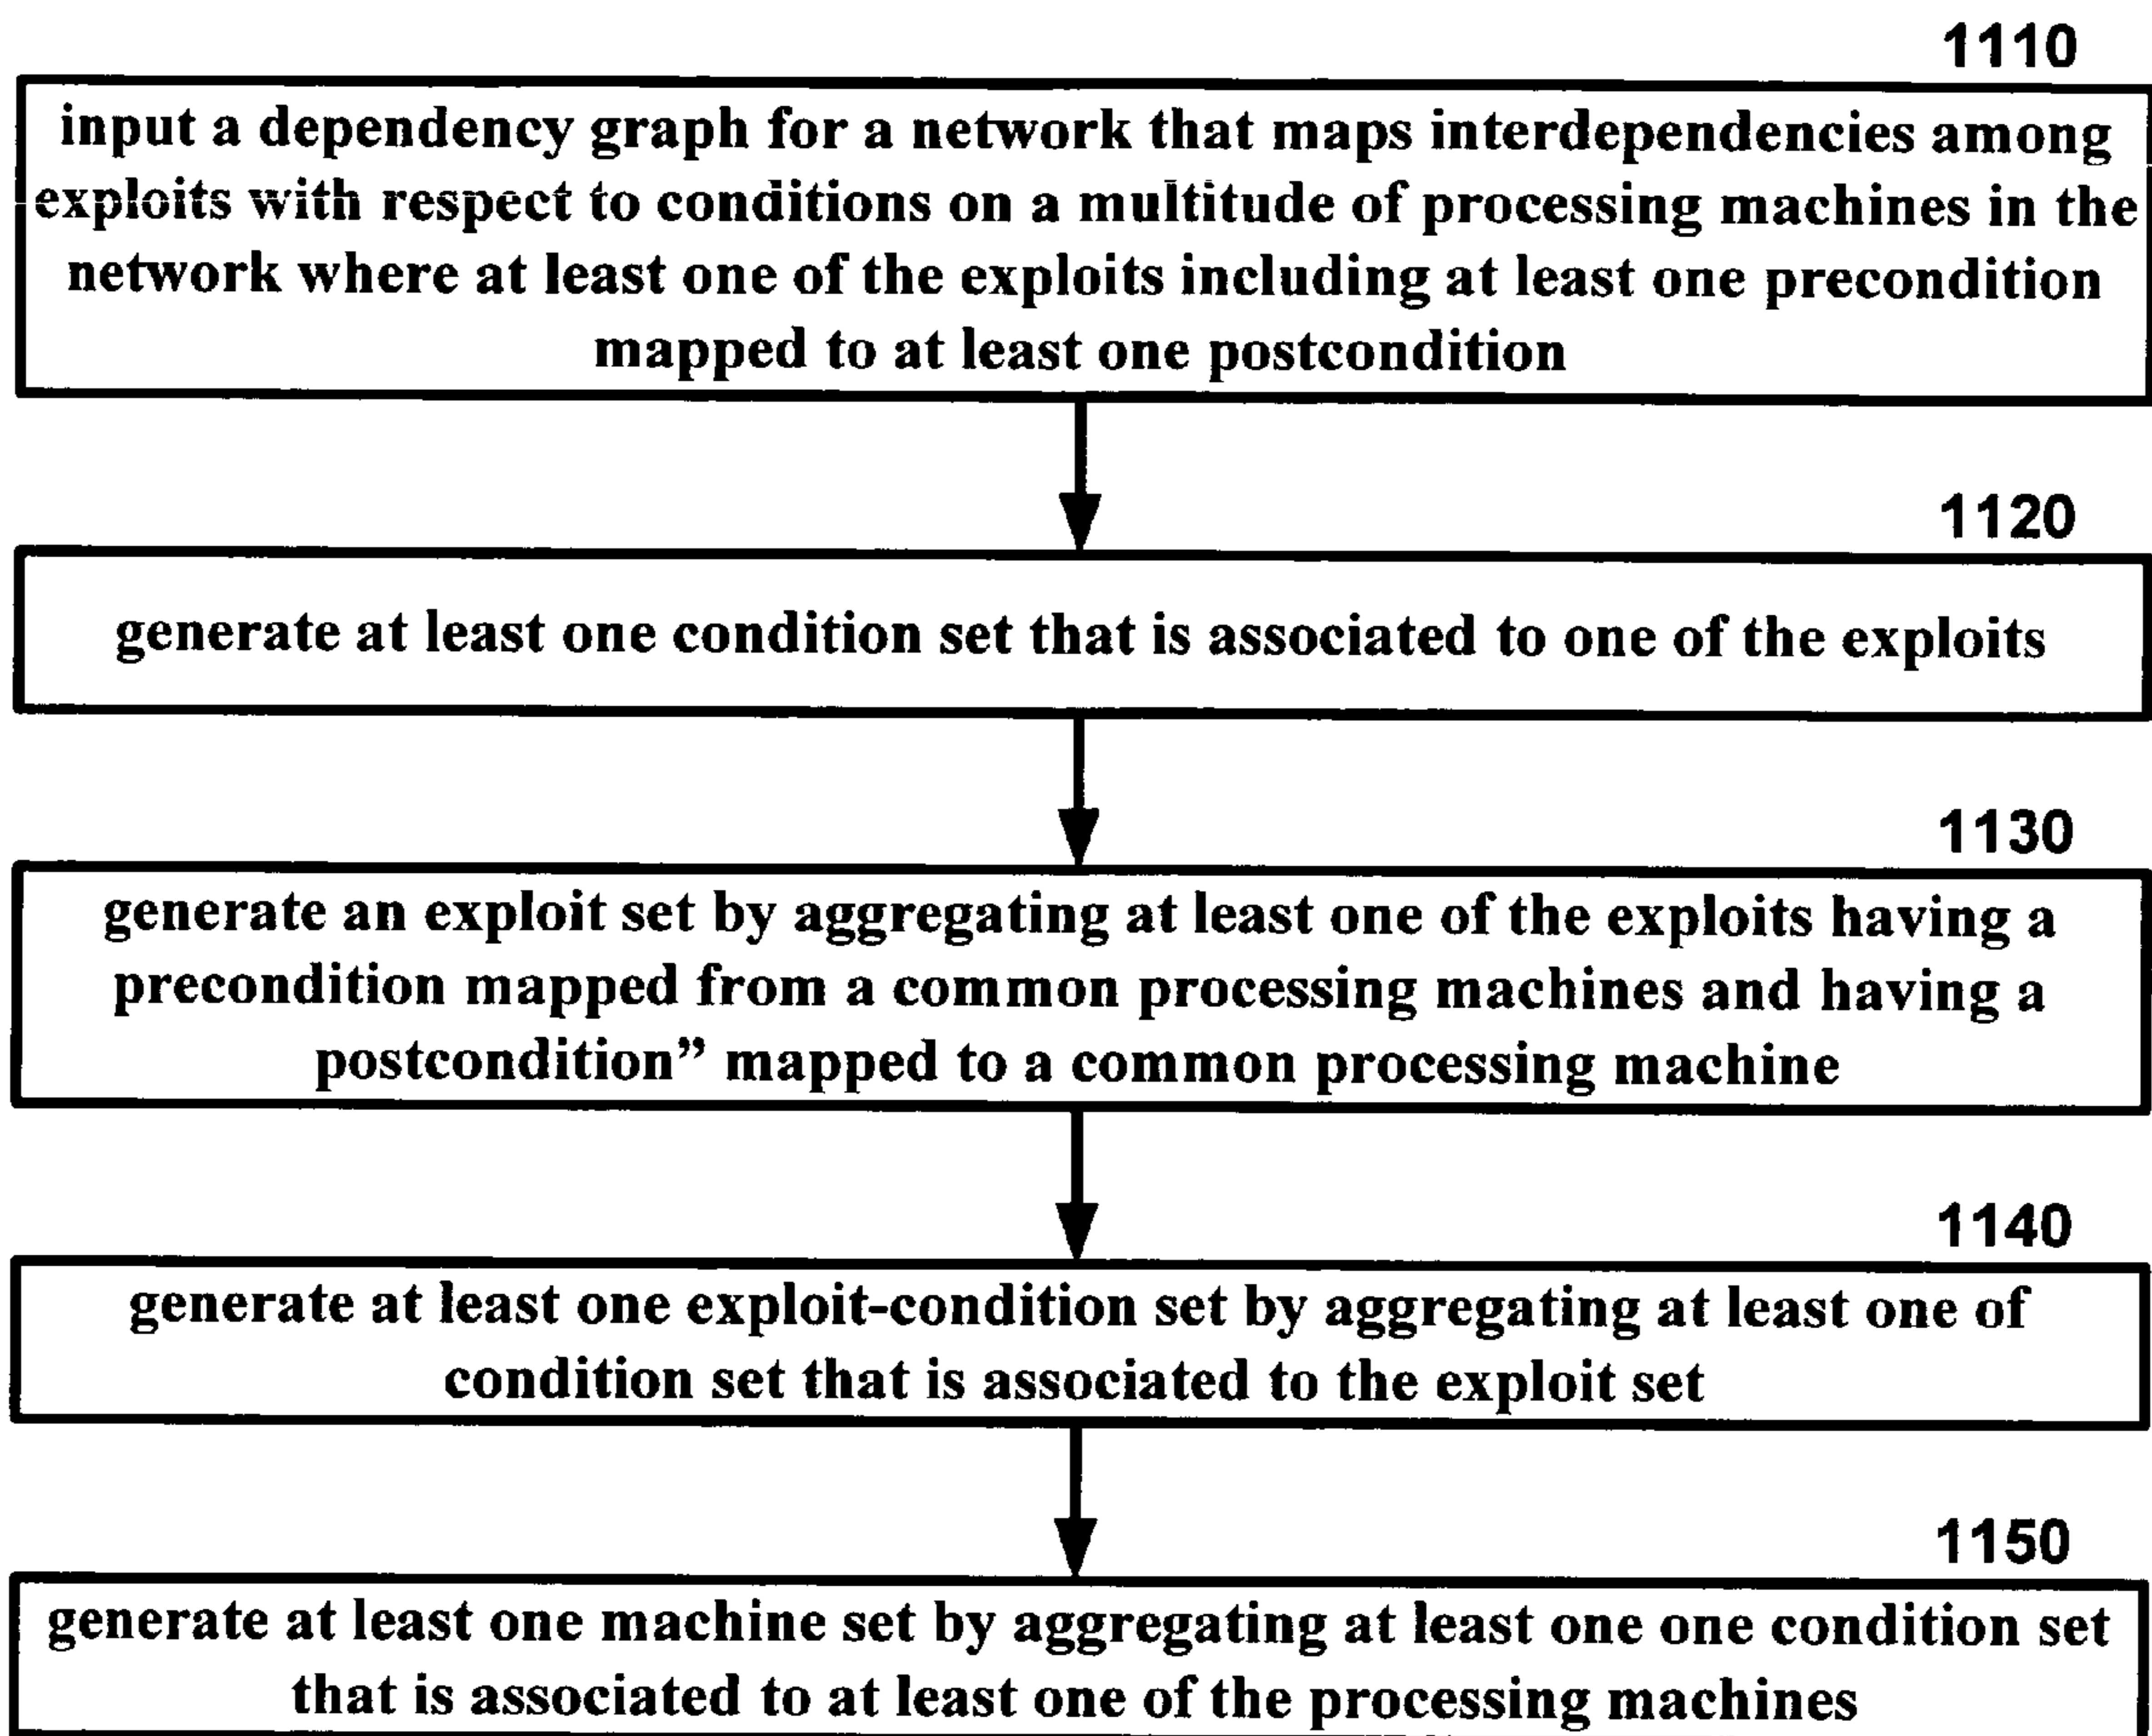 1110
input a dependency graph for a network that maps interdependencies among
exploits with respect to conditions on a multitude of processing machines in the
network where at least one of the exploits including at least one precondition
mapped to at least one postcondition
1120
generate at least one condition set that is associated to one of the exploits
1130
generate an exploit set by aggregating at least one of the exploits having a
precondition mapped from a common processing machines and having a
postcondition” mapped to a common processing machine
1140
generate at least one exploit-condition set by aggregating at least one of
condition set that is associated to the exploit set
1150
generate at least one machine set by aggregating at least one one condition set
that is associated to at least one of the processing machines